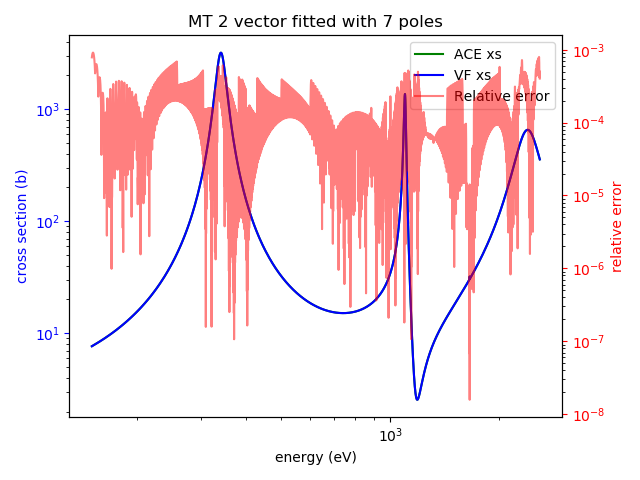 MT 2 vector fitted with 7 poles
ACE xs
VF xs
Relative error
cross section (b)
10³
10²
10¹
10⁻³
10⁻⁴
10⁻⁵
10⁻⁶
10⁻⁷
10⁻⁸
relative error
10³
energy (eV)